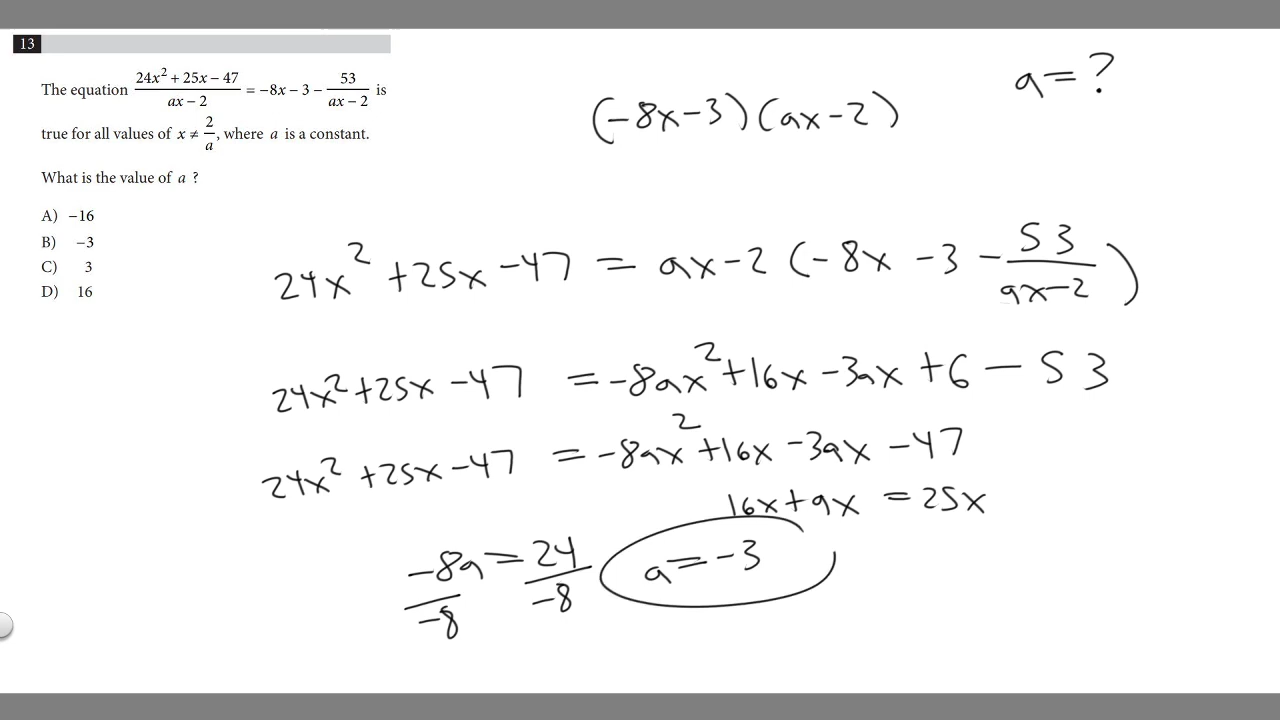 13
The equation (24x² + 25x − 47)/(ax − 2) = −8x − 3 − 53/(ax − 2) is
true for all values of x ≠ 2/a, where a is a constant.
What is the value of a ?
A) −16
B) −3
C) 3
D) 16
a = ?
(−8x−3)(ax−2)
24x² + 25x − 47 = ax−2 (−8x − 3 − 53/(ax−2))
24x² + 25x − 47 = −8ax² + 16x − 3ax + 6 − 53
24x² + 25x − 47 = −8ax² + 16x − 3ax − 47
16x + 9x = 25x
−8a/−8 = 24/−8
a = −3